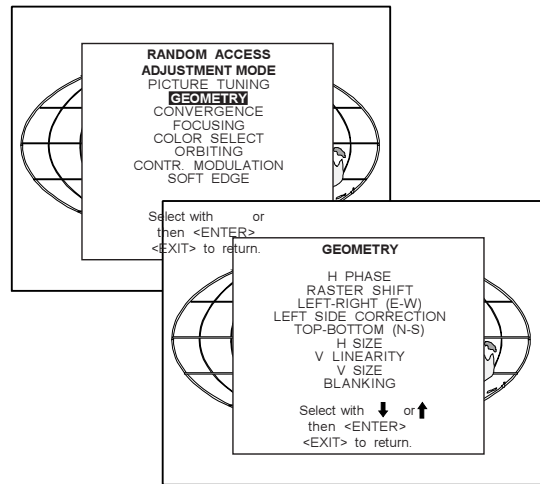 RANDOM ACCESS
ADJUSTMENT MODE
PICTURE TUNING
GEOMETRY
CONVERGENCE
FOCUSING
COLOR SELECT
ORBITING
CONTR. MODULATION
SOFT EDGE
Select with or
then <ENTER>
<EXIT> to return.
GEOMETRY
H PHASE
RASTER SHIFT
LEFT-RIGHT (E-W)
LEFT SIDE CORRECTION
TOP-BOTTOM (N-S)
H SIZE
V LINEARITY
V SIZE
BLANKING
Select with ⬇ or ⬆
then <ENTER>
<EXIT> to return.